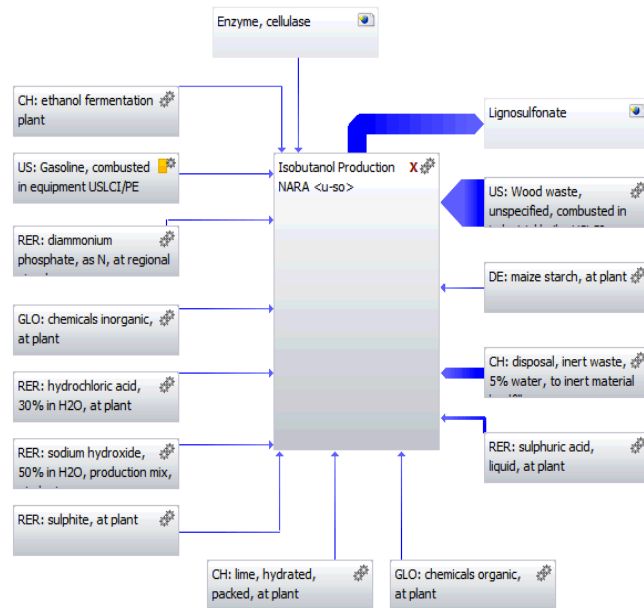 Enzyme, cellulase
CH: ethanol fermentation
plant
US: Gasoline, combusted
in equipment USLCI/PE
RER: diammonium
phosphate, as N, at regional
GLO: chemicals inorganic,
at plant
RER: hydrochloric acid,
30% in H2O, at plant
RER: sodium hydroxide,
50% in H2O, production mix,
RER: sulphite, at plant
Isobutanol Production X
NARA <u-so>
Lignosulfonate
US: Wood waste,
unspecified, combusted in
DE: maize starch, at plant
CH: disposal, inert waste,
5% water, to inert material
RER: sulphuric acid,
liquid, at plant
CH: lime, hydrated,
packed, at plant
GLO: chemicals organic,
at plant